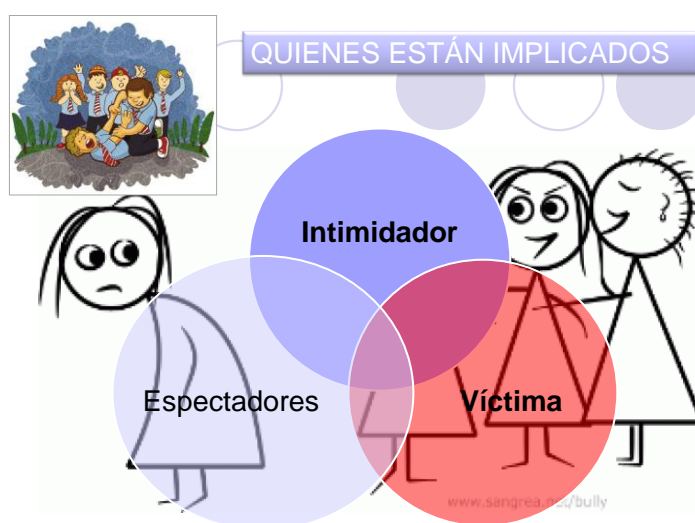 QUIENES ESTÁN IMPLICADOS
Intimidador
Espectadores
Víctima
www.sangrea.net/bully